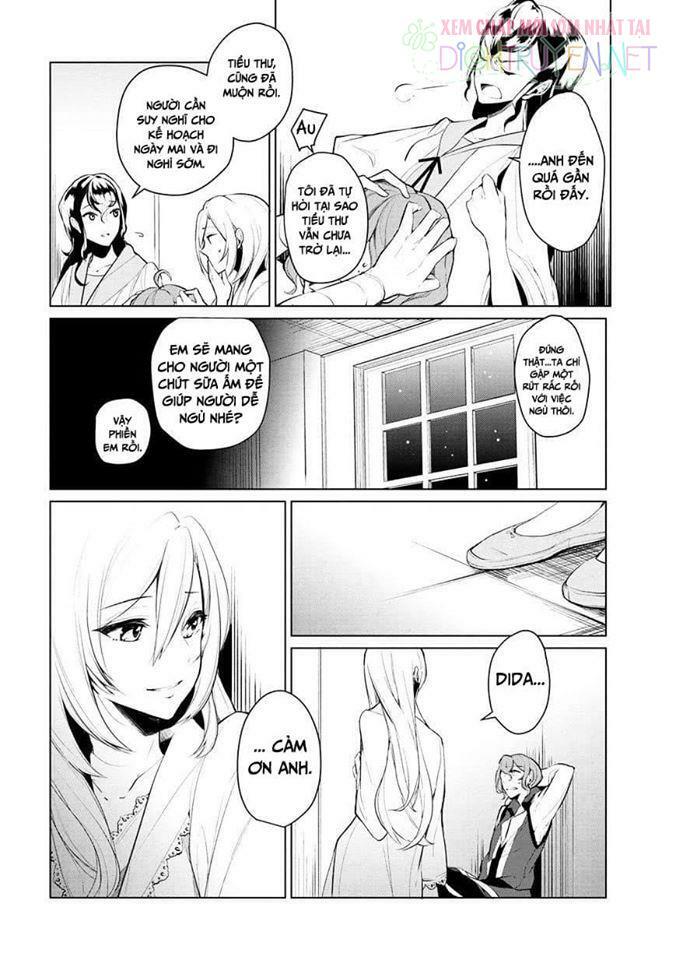 XEM CHAP MỚI SỚM NHẤT TẠI
DICHTRUYEN.NET
....ANH ĐẾN
QUÁ GẦN
RỒI ĐẤY.
AU
TÔI ĐÃ TỰ
HỎI TẠI SAO
TIỂU THƯ
VẪN CHƯA
TRỞ LẠI...
TIỂU THƯ,
CŨNG ĐÃ
MUỘN RỒI.
NGƯỜI CẦN
SUY NGHĨ CHO
KẾ HOẠCH
NGÀY MAI VÀ ĐI
NGHỈ SỚM.
ĐÚNG
THẬT...TA CHỈ
GẶP MỘT
RÚT RẮC RỐI
VỚI VIỆC
NGỦ THÔI.
EM SẼ MANG
CHO NGƯỜI MỘT
CHÚT SỮA ẤM ĐỂ
GIÚP NGƯỜI DỄ
NGỦ NHÉ?
VẬY
PHIỀN
EM RỒI.
DIDA...
... CẢM
ƠN ANH.